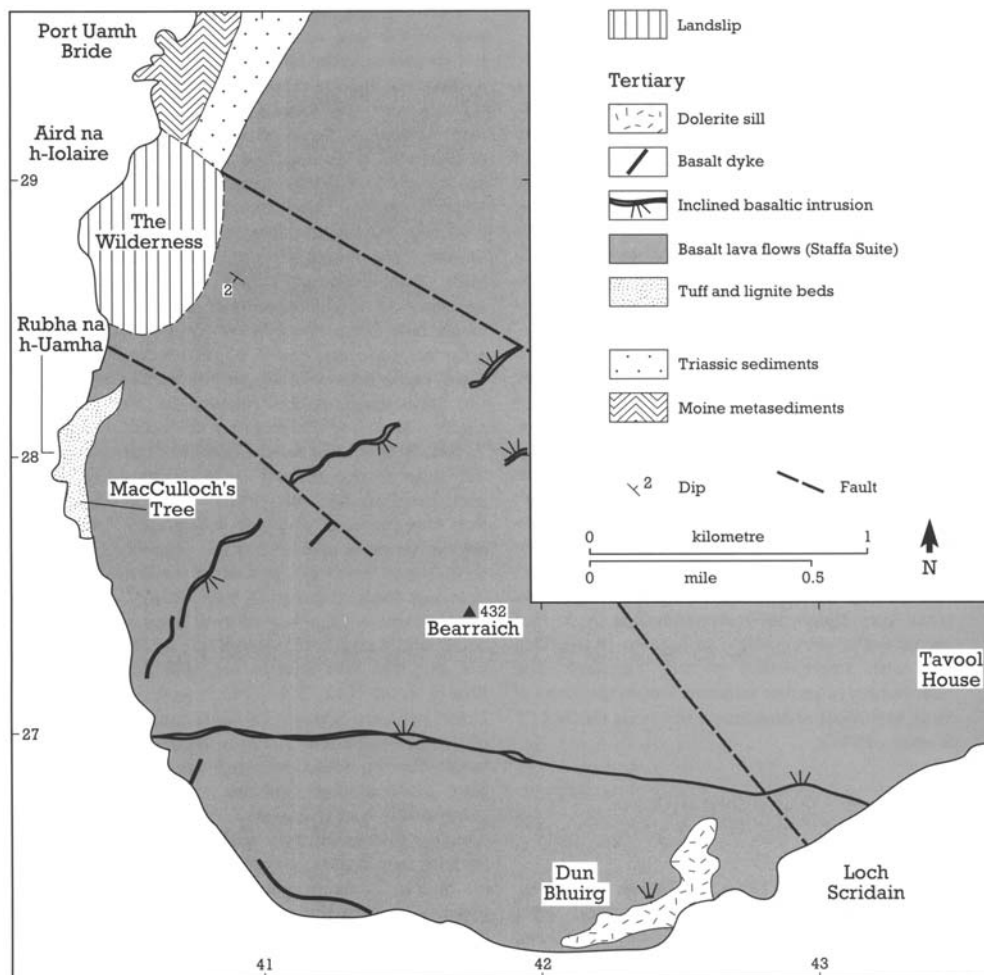 Port Uamh
Bride
Aird na
h-Iolaire
29
The
Wilderness
2
Rubha na
h-Uamha
28
MacCulloch's
Tree
432
Bearraich
27
Tavool
House
Dun
Bhuirg
Loch
Scridain
41
42
43
Landslip
Tertiary
Dolerite sill
Basalt dyke
Inclined basaltic intrusion
Basalt lava flows (Staffa Suite)
Tuff and lignite beds
Triassic sediments
Moine metasediments
2 Dip
Fault
0 kilometre 1
0 mile 0.5
N